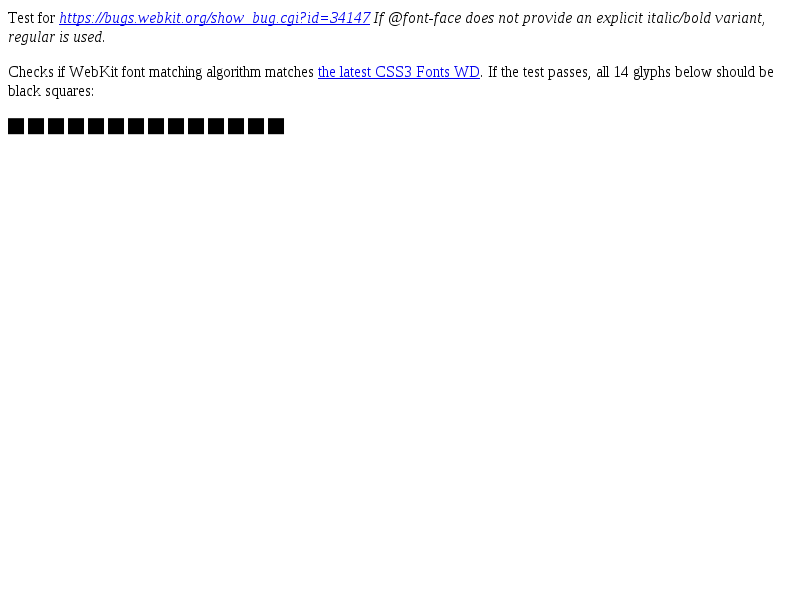 Test for https://bugs.webkit.org/show_bug.cgi?id=34147 If @font-face does not provide an explicit italic/bold variant,
regular is used.
Checks if WebKit font matching algorithm matches the latest CSS3 Fonts WD. If the test passes, all 14 glyphs below should be
black squares: